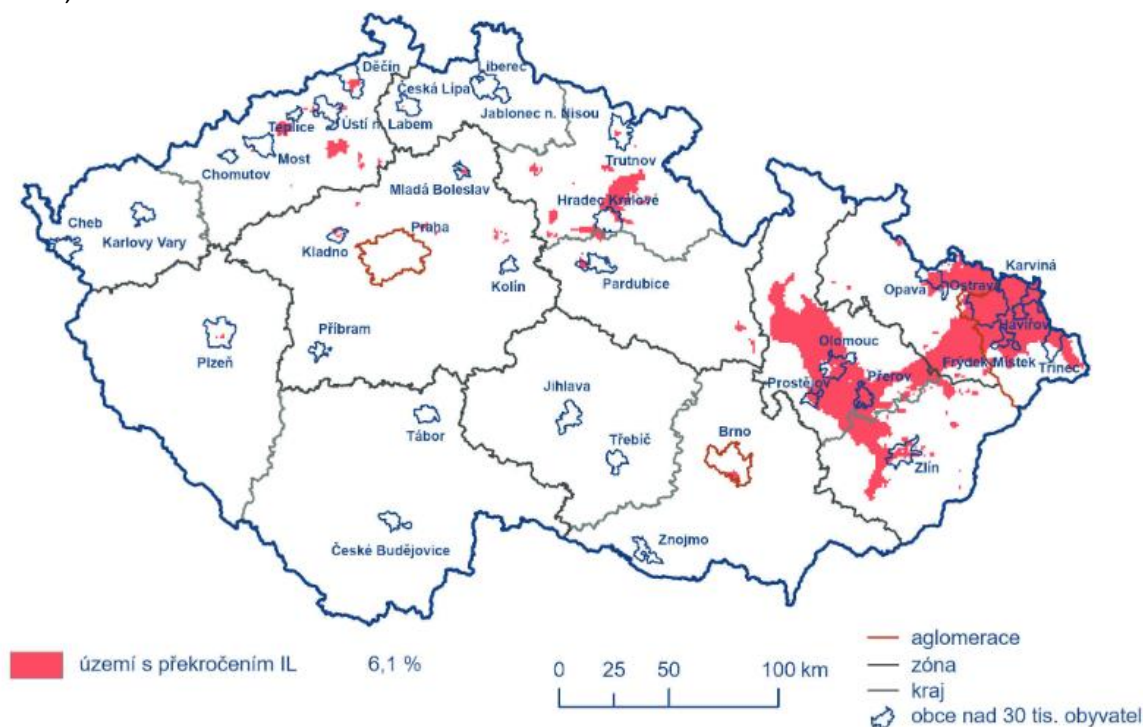 Děčín
Liberec
Česká Lípa
Jablonec n. Nisou
Teplice
Ústí n. Labem
Trutnov
Most
Chomutov
Mladá Boleslav
Hradec Králové
Cheb
Karlovy Vary
Praha
Kladno
Karviná
Opava
Ostrava
Kolín
Pardubice
Havířov
Plzeň
Příbram
Olomouc
Frýdek Místek
Třinec
Jihlava
Prostějov
Přerov
Tábor
Brno
Třebíč
Zlín
České Budějovice
Znojmo
území s překročením IL 6,1 %
0 25 50 100 km
aglomerace
zóna
kraj
obce nad 30 tis. obyvatel